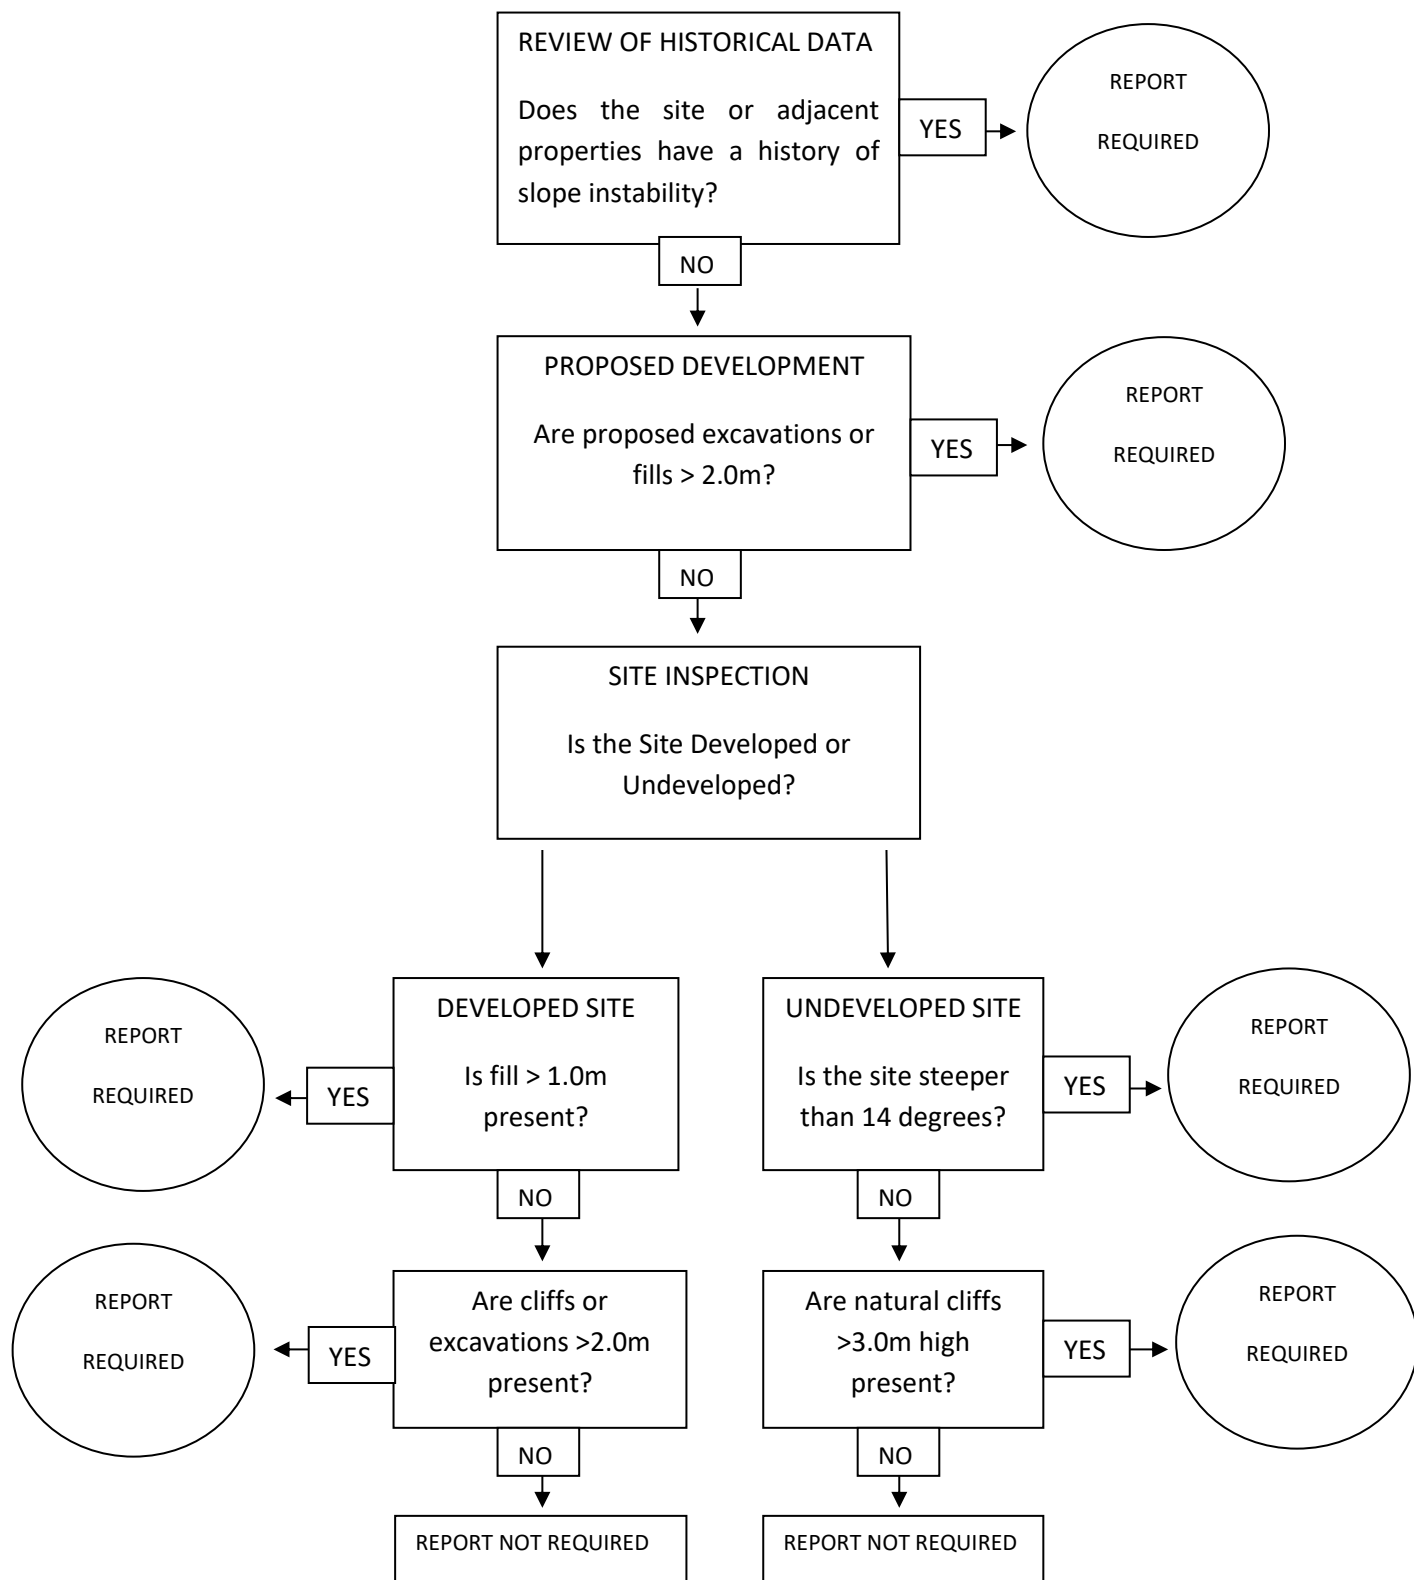 REVIEW OF HISTORICAL DATA
Does the site or adjacent
properties have a history of
slope instability?
YES
REPORT
REQUIRED
NO
PROPOSED DEVELOPMENT
Are proposed excavations or
fills > 2.0m?
YES
REPORT
REQUIRED
NO
SITE INSPECTION
Is the Site Developed or
Undeveloped?
DEVELOPED SITE
Is fill > 1.0m
present?
YES
REPORT
REQUIRED
NO
Are cliffs or
excavations >2.0m
present?
YES
REPORT
REQUIRED
NO
REPORT NOT REQUIRED
UNDEVELOPED SITE
Is the site steeper
than 14 degrees?
YES
REPORT
REQUIRED
NO
Are natural cliffs
>3.0m high
present?
YES
REPORT
REQUIRED
NO
REPORT NOT REQUIRED